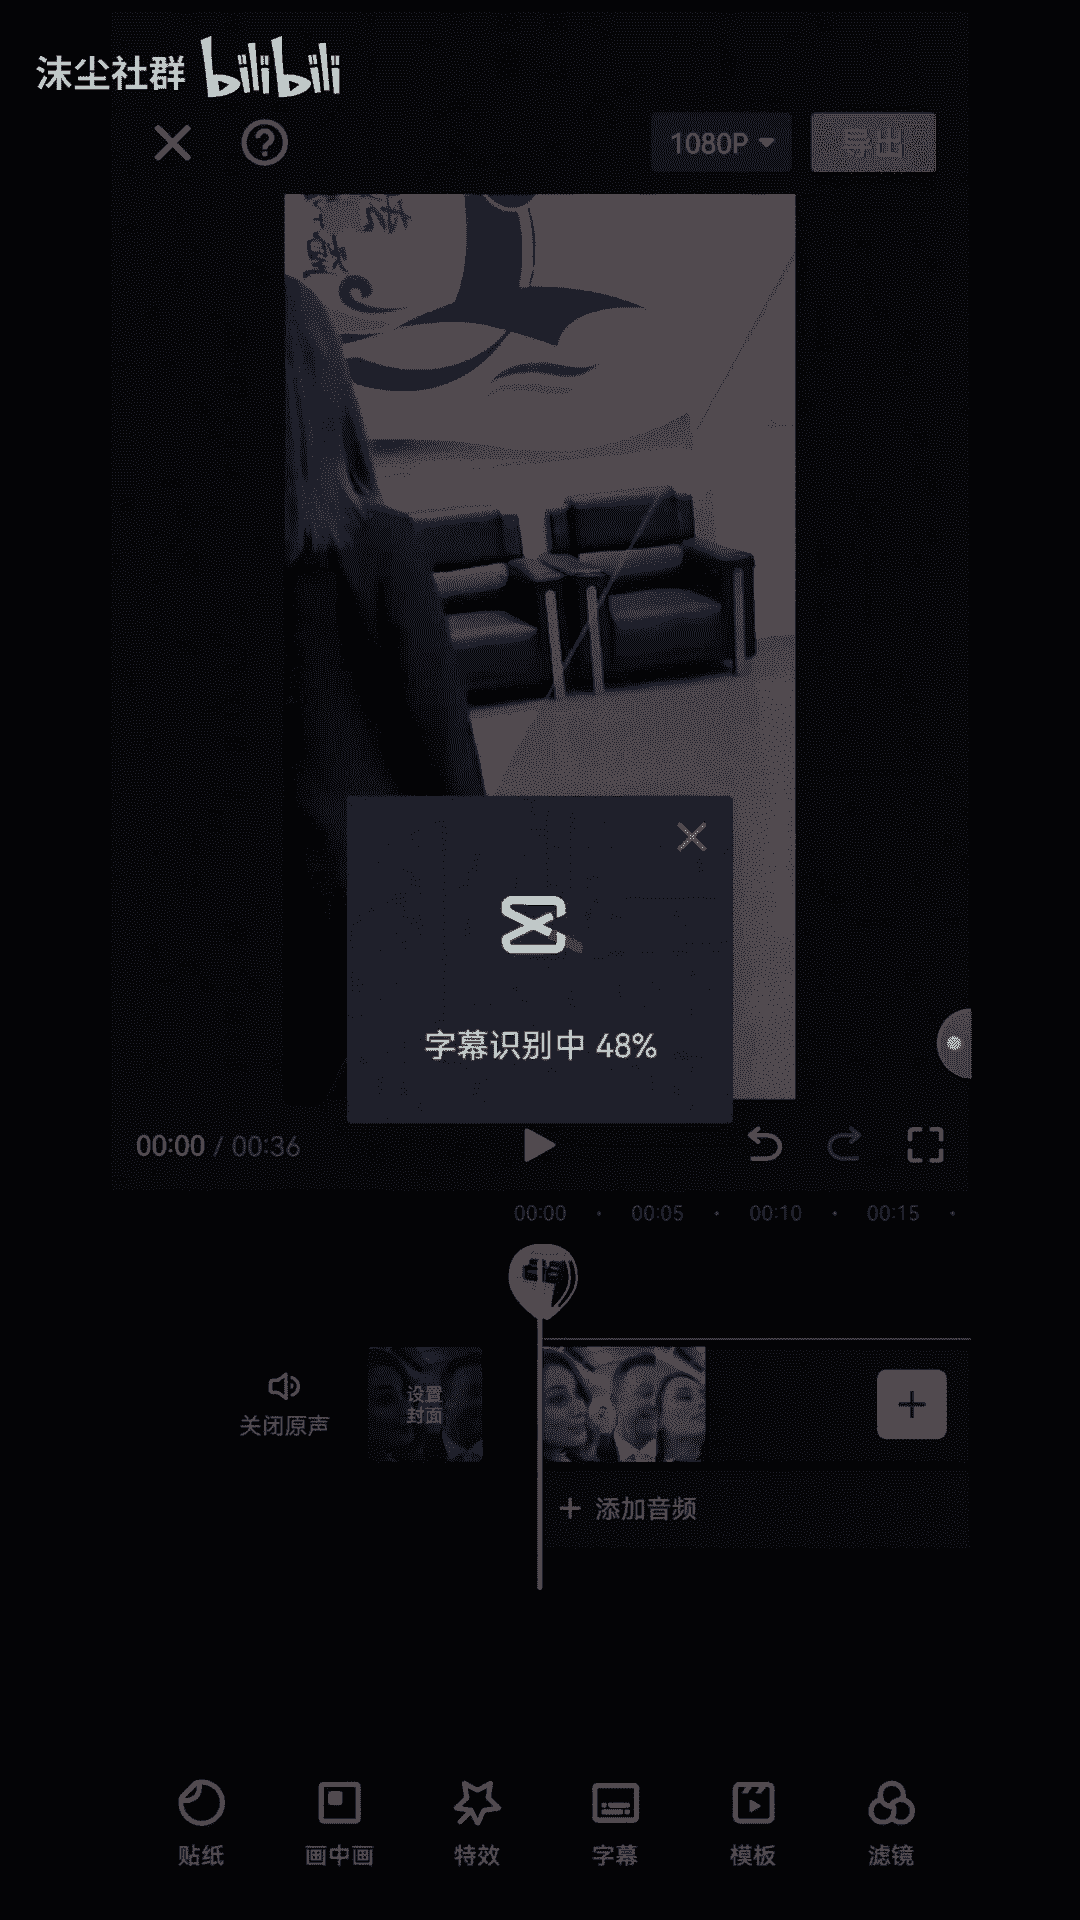 沫尘社群 bilibili
1080P
导出
字幕识别中 48%
00:00 / 00:36
00:00 00:05 00:10 00:15
设置
封面
关闭原声
+ 添加音频
贴纸 画中画 特效 字幕 模板 滤镜